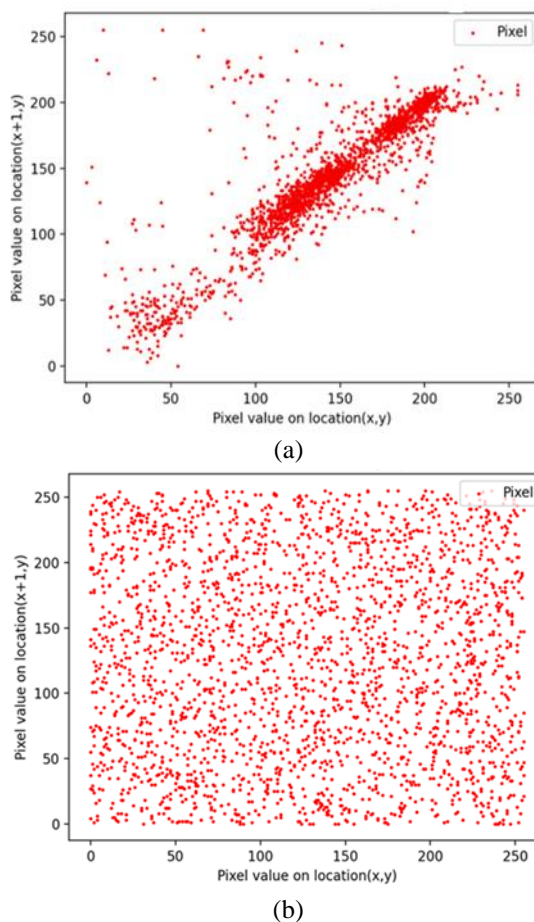 Pixel
Pixel value on location(x+1,y)
250
200
150
100
50
0
0 50 100 150 200 250
Pixel value on location(x,y)
(a)
Pixel
Pixel value on location(x+1,y)
250
200
150
100
50
0
0 50 100 150 200 250
Pixel value on location(x,y)
(b)